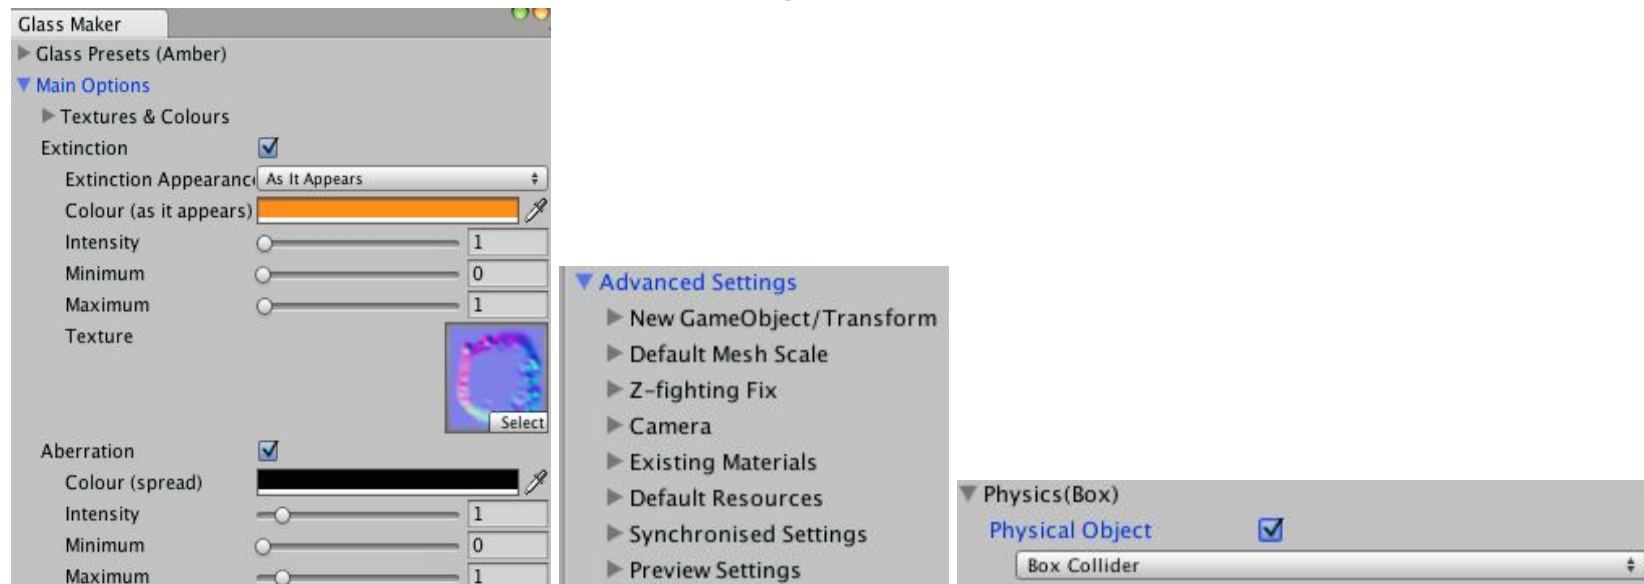 Glass Maker
Glass Presets (Amber)
Main Options
Textures & Colours
Extinction
Extinction Appearanc As It Appears
Colour (as it appears)
Intensity 1
Minimum 0
Maximum 1
Texture
Select
Aberration
Colour (spread)
Intensity 1
Minimum 0
Maximum 1
Advanced Settings
New GameObject/Transform
Default Mesh Scale
Z-fighting Fix
Camera
Existing Materials
Default Resources
Synchronised Settings
Preview Settings
Physics(Box)
Physical Object
Box Collider